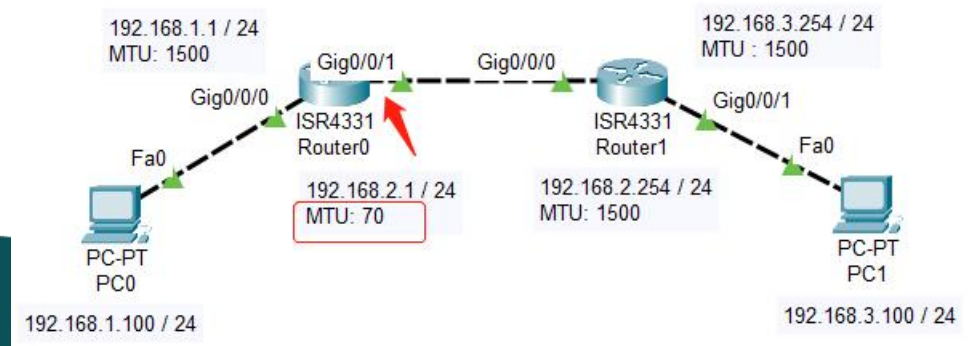 192.168.1.1 / 24
MTU: 1500
192.168.3.254 / 24
MTU : 1500
Gig0/0/1
Gig0/0/0
Gig0/0/0
Gig0/0/1
ISR4331
Router0
ISR4331
Router1
Fa0
Fa0
192.168.2.1 / 24
MTU: 70
192.168.2.254 / 24
MTU: 1500
PC-PT
PC0
PC-PT
PC1
192.168.1.100 / 24
192.168.3.100 / 24